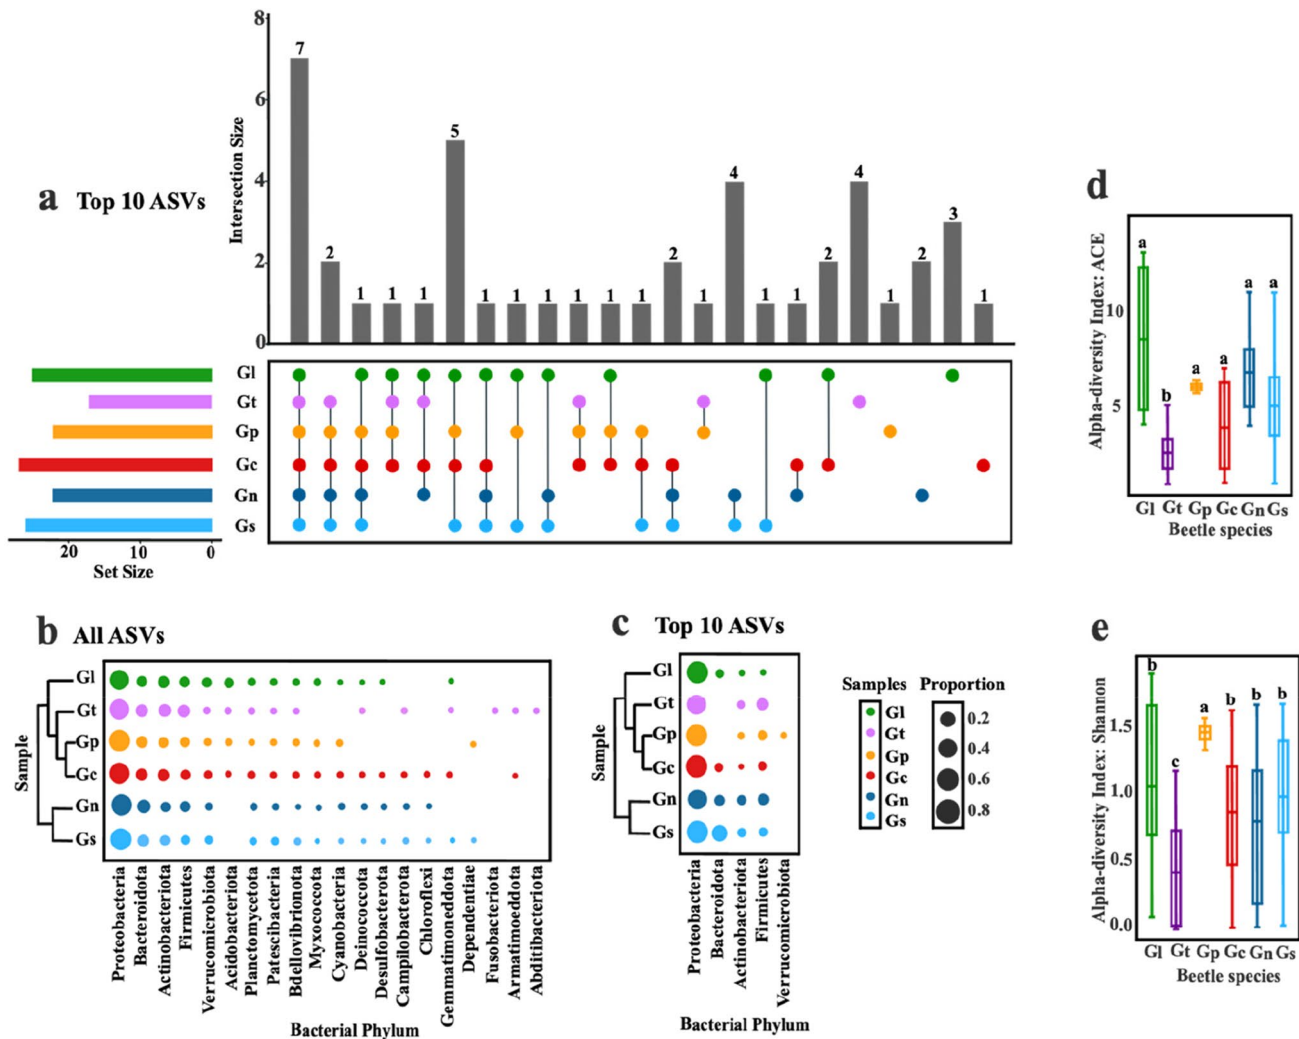 a Top 10 ASVs
Intersection Size
8
6
4
2
0
7
2
1
1
1
5
1
1
1
1
1
1
2
1
4
1
1
2
4
1
2
3
1
Gl
Gt
Gp
Gc
Gn
Gs
20 10 0
Set Size
b All ASVs
Sample
Gl
Gt
Gp
Gc
Gn
Gs
Proteobacteria
Bacteroidota
Actinobacteriota
Firmicutes
Verrucomicrobiota
Acidobacteriota
Planctomycetota
Patescibacteria
Bdellovibrionota
Myxococcota
Cyanobacteria
Deinococcota
Desulfobacterota
Campilobacterota
Chloroflexi
Gemmatimoneddota
Dependentiae
Fusobacteriota
Armatimoeddota
Abditibacteriota
Bacterial Phylum
c Top 10 ASVs
Sample
Gl
Gt
Gp
Gc
Gn
Gs
Proteobacteria
Bacteroidota
Actinobacteriota
Firmicutes
Verrucomicrobiota
Bacterial Phylum
Samples
Gl
Gt
Gp
Gc
Gn
Gs
Proportion
0.2
0.4
0.6
0.8
d
Alpha-diversity Index: ACE
10
5
a
b
a
a
a
a
Gl Gt Gp Gc Gn Gs
Beetle species
e
Alpha-diversity Index: Shannon
1.5
1.0
0.5
0.0
b
c
a
b
b
b
Gl Gt Gp Gc Gn Gs
Beetle species